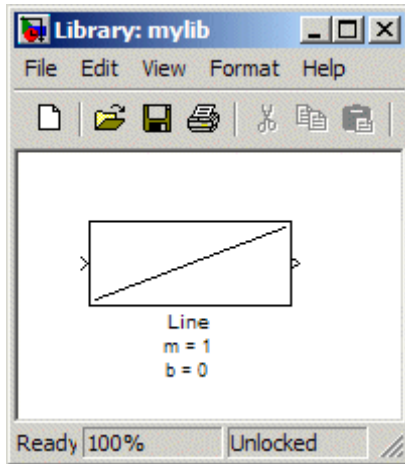 Library: mylib
File Edit View Format Help
Line
m = 1
b = 0
Ready 100% Unlocked